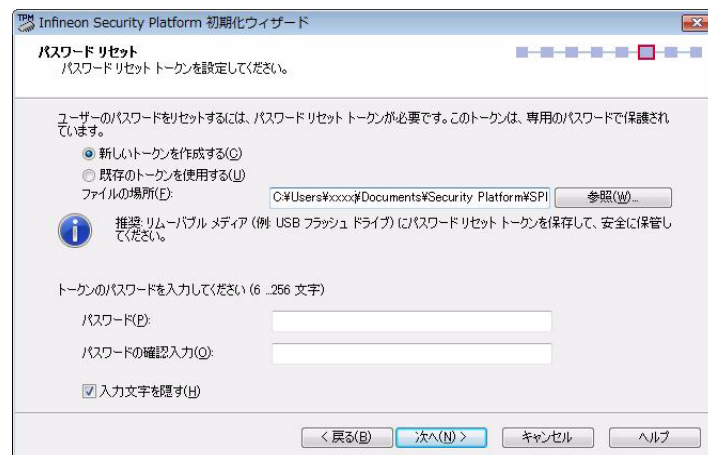 TPM
Infineon Security Platform 初期化ウィザード
パスワード リセット
パスワード リセット トークンを設定してください。
ユーザーのパスワードをリセットするには、パスワード リセット トークンが必要です。このトークンは、専用のパスワードで保護され
ています。
新しいトークンを作成する(C)
既存のトークンを使用する(U)
ファイルの場所(F): C:¥Users¥xxxx¥Documents¥Security Platform¥SPI 参照(W)...
推奨: リムーバブル メディア (例: USB フラッシュ ドライブ) にパスワード リセット トークンを保存して、安全に保管し
てください。
トークンのパスワードを入力してください (6 ..256 文字)
パスワード(P):
パスワードの確認入力(O):
入力文字を隠す(H)
< 戻る(B) 次へ(N) > キャンセル ヘルプ